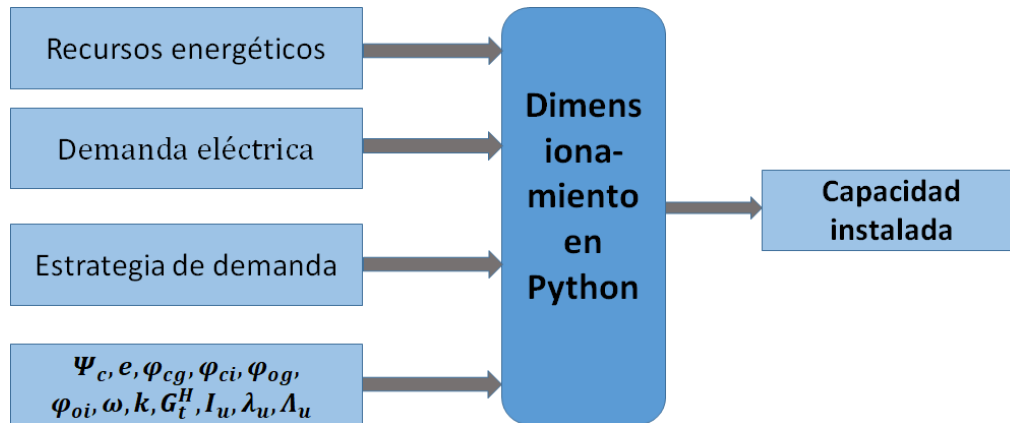 Recursos energéticos
Demanda eléctrica
Estrategia de demanda
Ψ_c, e, φ_cg, φ_ci, φ_og,
φ_oi, ω, k, G_t^H, I_u, λ_u, Λ_u
Dimens
iona-
miento
en
Python
Capacidad
instalada